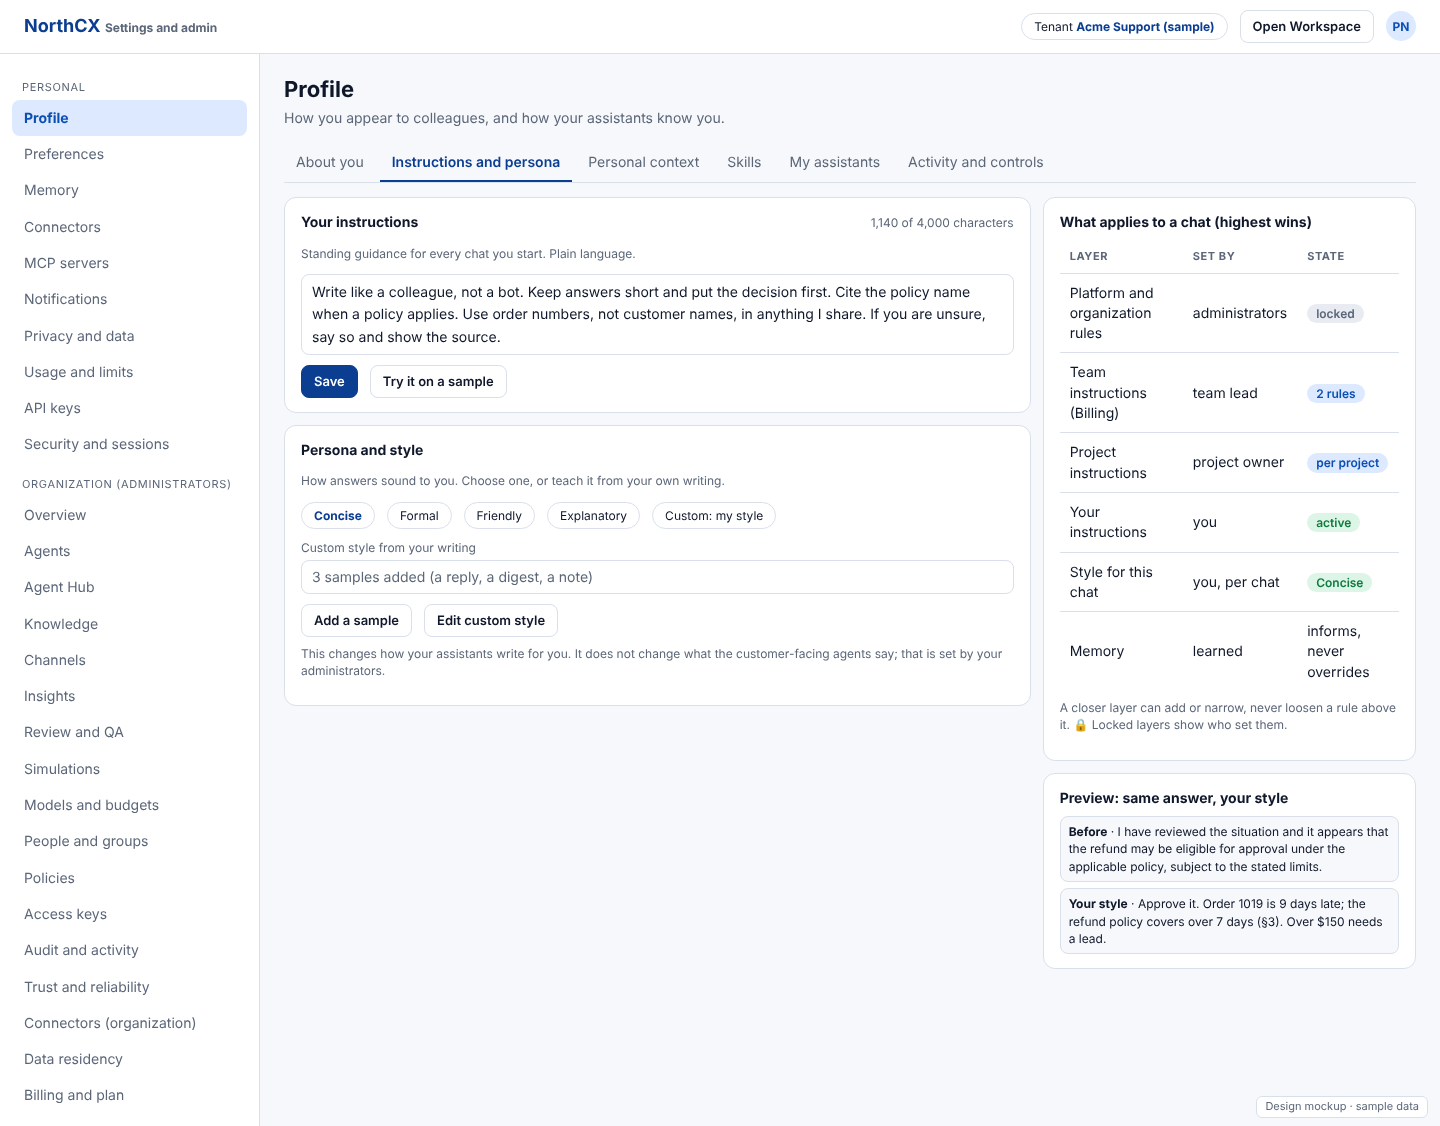 NorthCX Settings and admin
Tenant Acme Support (sample)
Open Workspace
PN
PERSONAL
Profile
Preferences
Memory
Connectors
MCP servers
Notifications
Privacy and data
Usage and limits
API keys
Security and sessions
ORGANIZATION (ADMINISTRATORS)
Overview
Agents
Agent Hub
Knowledge
Channels
Insights
Review and QA
Simulations
Models and budgets
People and groups
Policies
Access keys
Audit and activity
Trust and reliability
Connectors (organization)
Data residency
Billing and plan
Profile
How you appear to colleagues, and how your assistants know you.
About you
Instructions and persona
Personal context
Skills
My assistants
Activity and controls
Your instructions
1,140 of 4,000 characters
Standing guidance for every chat you start. Plain language.
Write like a colleague, not a bot. Keep answers short and put the decision first. Cite the policy name
when a policy applies. Use order numbers, not customer names, in anything I share. If you are unsure,
say so and show the source.
Save
Try it on a sample
Persona and style
How answers sound to you. Choose one, or teach it from your own writing.
Concise
Formal
Friendly
Explanatory
Custom: my style
Custom style from your writing
3 samples added (a reply, a digest, a note)
Add a sample
Edit custom style
This changes how your assistants write for you. It does not change what the customer-facing agents say; that is set by your
administrators.
What applies to a chat (highest wins)
LAYER SET BY STATE
Platform and
organization
rules
administrators
locked
Team
instructions
(Billing)
team lead
2 rules
Project
instructions
project owner
per project
Your
instructions
you
active
Style for this
chat
you, per chat
Concise
Memory
learned
informs,
never
overrides
A closer layer can add or narrow, never loosen a rule above
it. 🔒 Locked layers show who set them.
Preview: same answer, your style
Before · I have reviewed the situation and it appears that
the refund may be eligible for approval under the
applicable policy, subject to the stated limits.
Your style · Approve it. Order 1019 is 9 days late; the
refund policy covers over 7 days (§3). Over $150 needs
a lead.
Design mockup · sample data